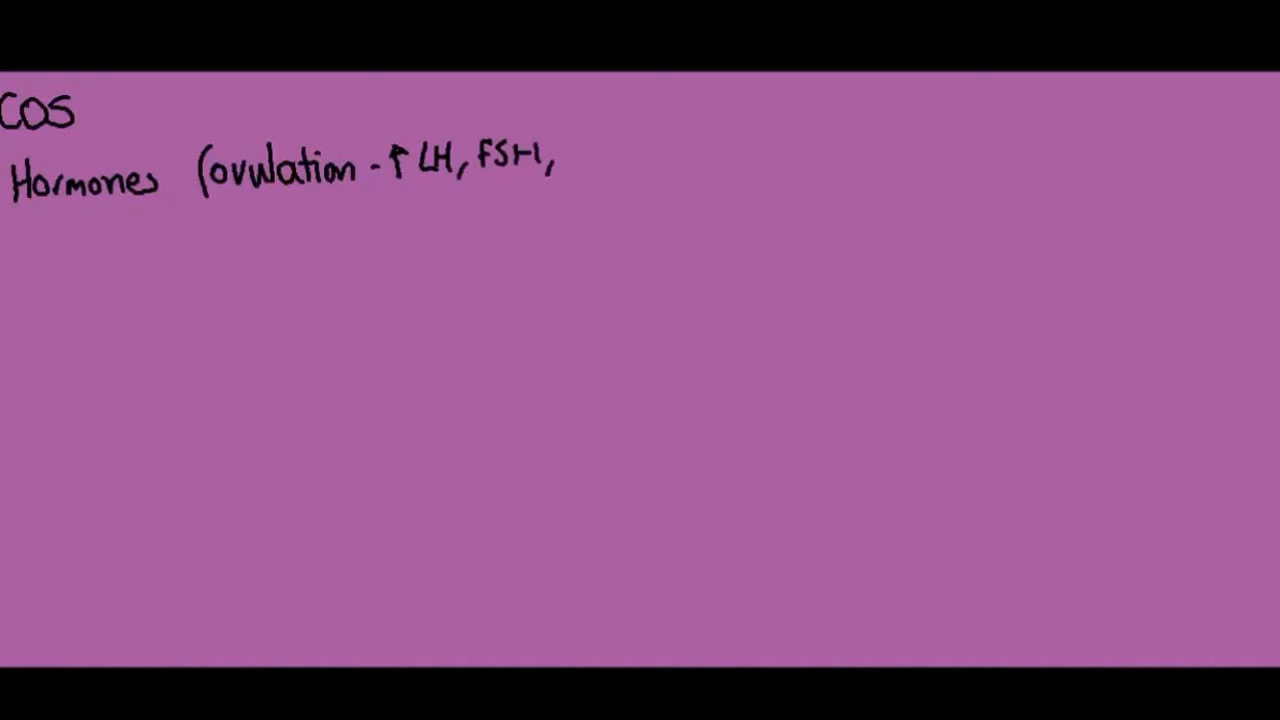 COS
Hormones (ovulation - ↑ LH, FSH,